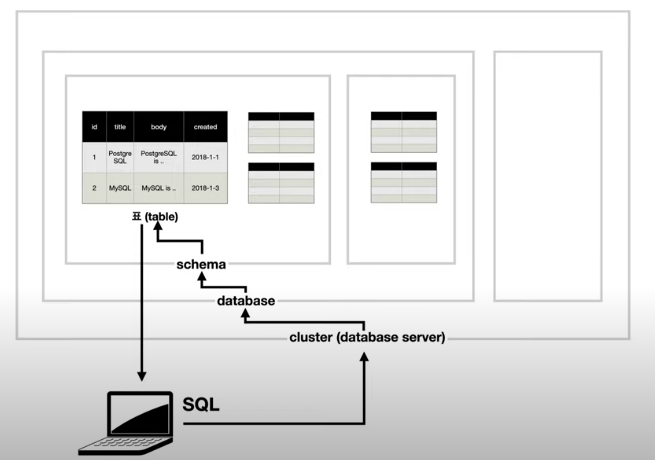 id title body created
1 Postgre SQL PostgreSQL is .. 2018-1-1
2 MySQL MySQL is .. 2018-1-3
표 (table)
schema
database
cluster (database server)
SQL